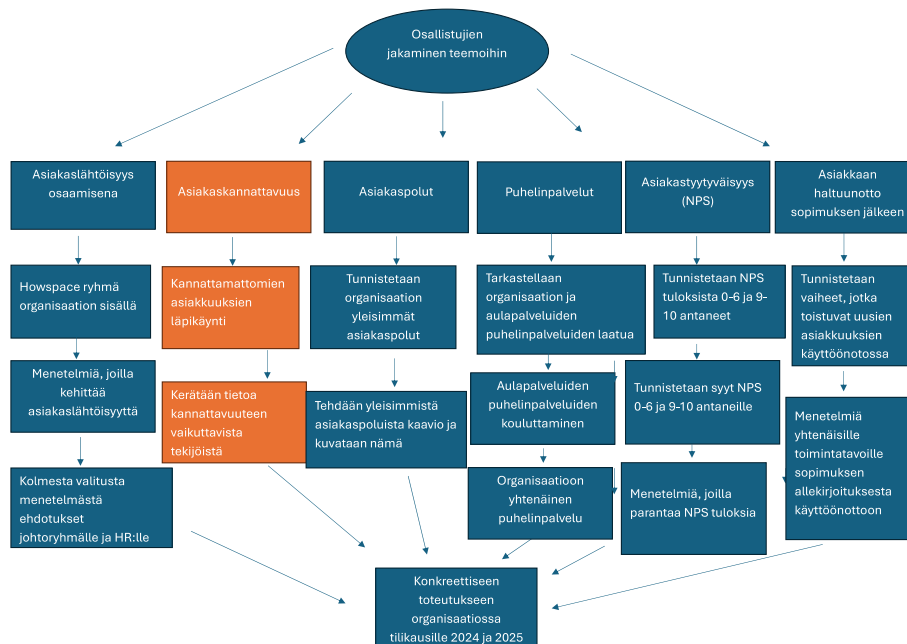 Osallistujien
jakaminen teemoihin
Asiakaslähtöisyys
osaamisena
Asiakaskannattavuus
Asiakaspolut
Puhelinpalvelut
Asiakastyytyväisyys
(NPS)
Asiakkaan
haltuunotto
sopimuksen jälkeen
Howspace ryhmä
organisaation sisällä
Kannattamattomien
asiakkuuksien
läpikäynti
Tunnistetaan
organisaation
yleisimmät
asiakaspolut
Tarkastellaan
organisaation ja
aulapalveluiden
puhelinpalveluiden laatua
Tunnistetaan NPS
tuloksista 0-6 ja 9-
10 antaneet
Tunnistetaan
vaiheet, jotka
toistuvat uusien
asiakkuuksien
käyttöönotossa
Menetelmiä, joilla
kehittää
asiakaslähtöisyyttä
Kerätään tietoa
kannattavuuteen
vaikuttavista
tekijöistä
Tehdään yleisimmistä
asiakaspoluista kaavio ja
kuvataan nämä
Aulapalveluiden
puhelinpalveluiden
kouluttaminen
Tunnistetaan syyt NPS
0-6 ja 9-10 antaneille
Menetelmiä
yhtenäisille
toimintatavoille
sopimuksen
allekirjoituksesta
käyttöönottoon
Kolmesta valitusta
menetelmästä
ehdotukset
johtoryhmälle ja HR:lle
Organisaatioon
yhtenäinen
puhelinpalvelu
Menetelmiä, joilla
parantaa NPS tuloksia
Konkreettiseen
toteutukseen
organisaatiossa
tilikausille 2024 ja 2025